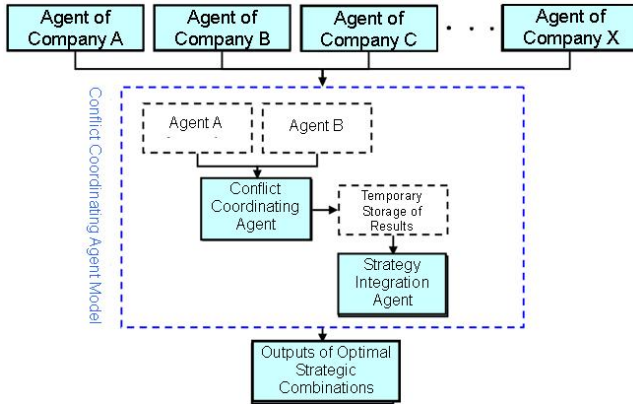 Agent of
Company A
Agent of
Company B
Agent of
Company C
. . .
Agent of
Company X
Conflict Coordinating Agent Model
Agent A
Agent B
Conflict
Coordinating
Agent
Temporary
Storage of
Results
Strategy
Integration
Agent
Outputs of Optimal
Strategic
Combinations